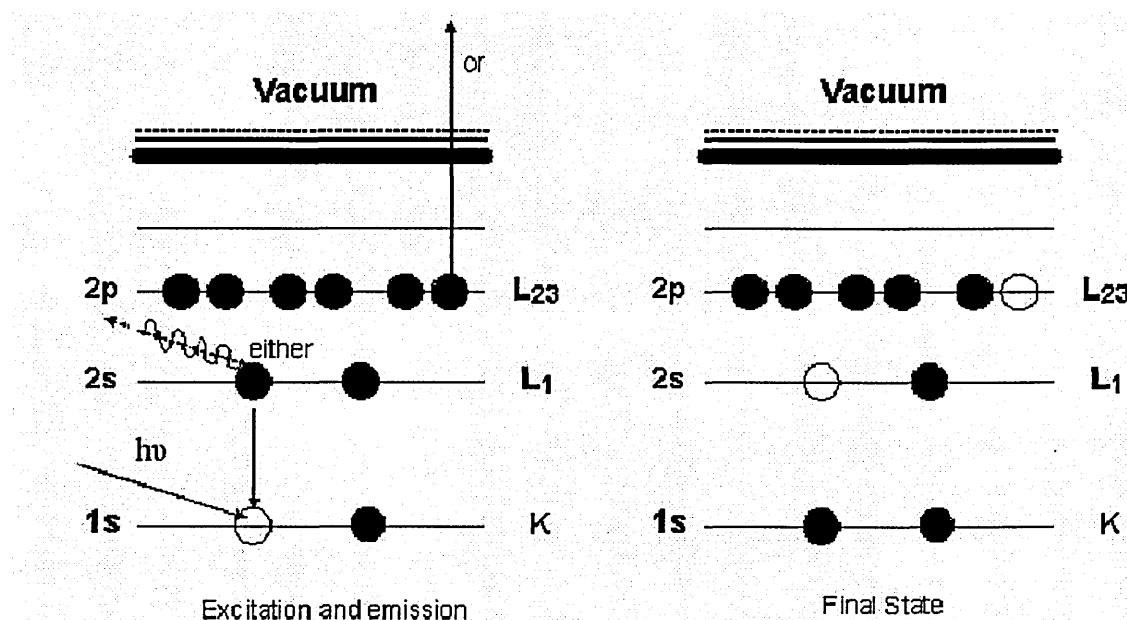 or
Vacuum
Vacuum
2p L23
2p L23
either
2s L1
2s L1
hυ
1s K
1s K
Excitation and emission
Final State